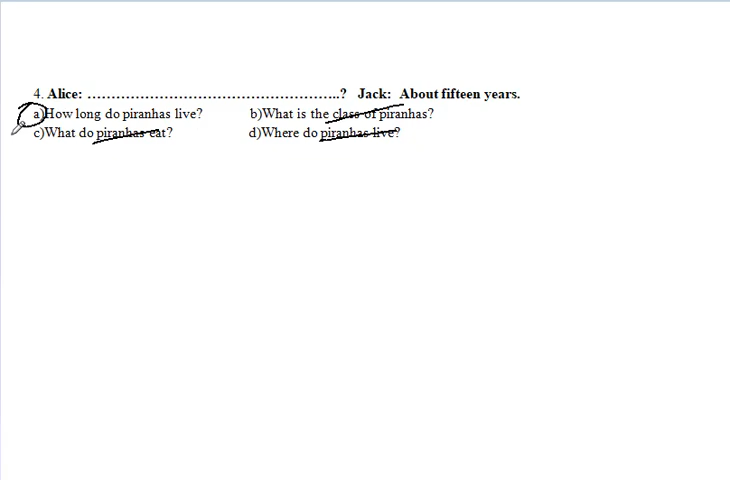 4. Alice: ………………………………………………..? Jack: About fifteen years.
a)How long do piranhas live? b)What is the class of piranhas?
c)What do piranhas eat? d)Where do piranhas live?